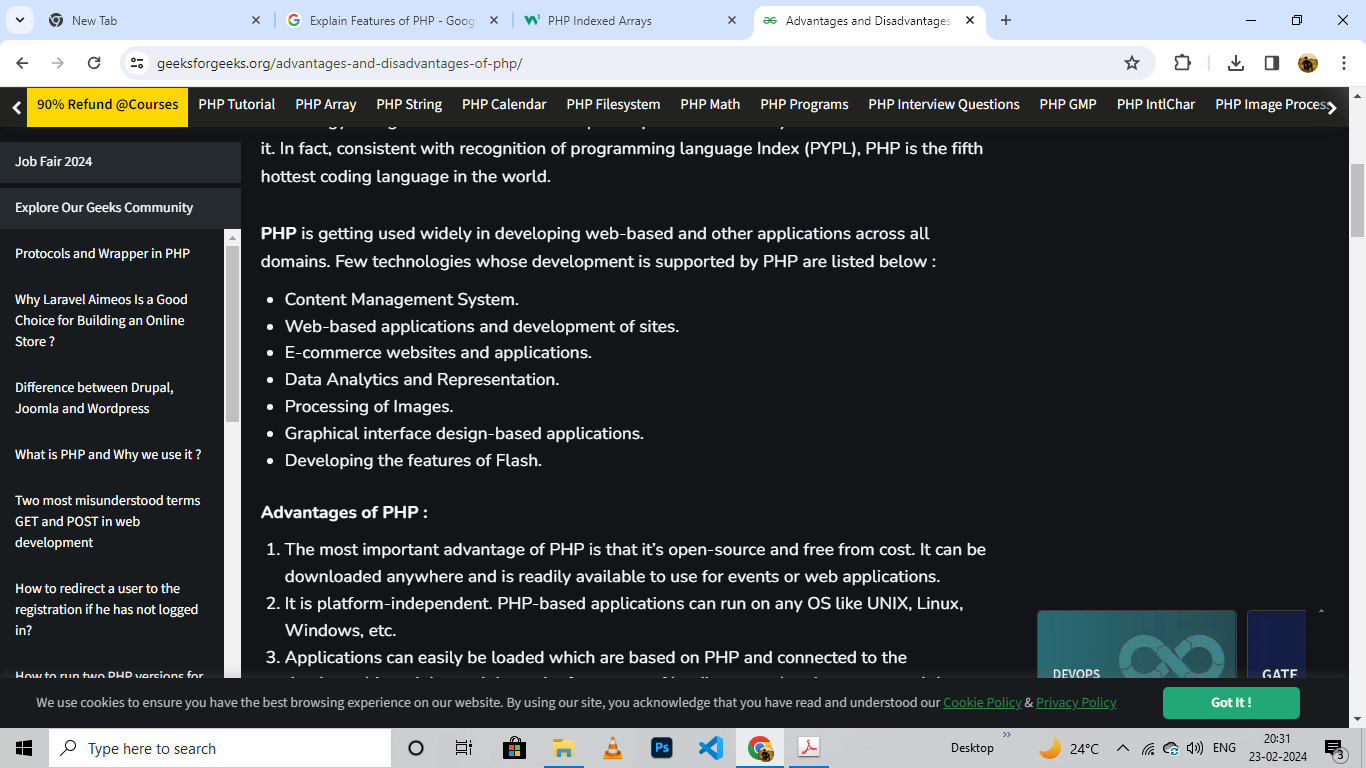 New Tab
Explain Features of PHP - Goog
PHP Indexed Arrays
Advantages and Disadvantages
geeksforgeeks.org/advantages-and-disadvantages-of-php/
90% Refund @Courses PHP Tutorial PHP Array PHP String PHP Calendar PHP Filesystem PHP Math PHP Programs PHP Interview Questions PHP GMP PHP IntlChar PHP Image Process
Job Fair 2024
Explore Our Geeks Community
Protocols and Wrapper in PHP
Why Laravel Aimeos Is a Good
Choice for Building an Online
Store ?
Difference between Drupal,
Joomla and Wordpress
What is PHP and Why we use it ?
Two most misunderstood terms
GET and POST in web
development
How to redirect a user to the
registration if he has not logged
in?
How to run two PHP versions for
it. In fact, consistent with recognition of programming language Index (PYPL), PHP is the fifth
hottest coding language in the world.
PHP is getting used widely in developing web-based and other applications across all
domains. Few technologies whose development is supported by PHP are listed below :
• Content Management System.
• Web-based applications and development of sites.
• E-commerce websites and applications.
• Data Analytics and Representation.
• Processing of Images.
• Graphical interface design-based applications.
• Developing the features of Flash.
Advantages of PHP :
1. The most important advantage of PHP is that it's open-source and free from cost. It can be
downloaded anywhere and is readily available to use for events or web applications.
2. It is platform-independent. PHP-based applications can run on any OS like UNIX, Linux,
Windows, etc.
3. Applications can easily be loaded which are based on PHP and connected to the
DEVOPS
GATE
We use cookies to ensure you have the best browsing experience on our website. By using our site, you acknowledge that you have read and understood our Cookie Policy & Privacy Policy
Got It !
Type here to search
Ps
Desktop
24°C
ENG
20:31
23-02-2024
3